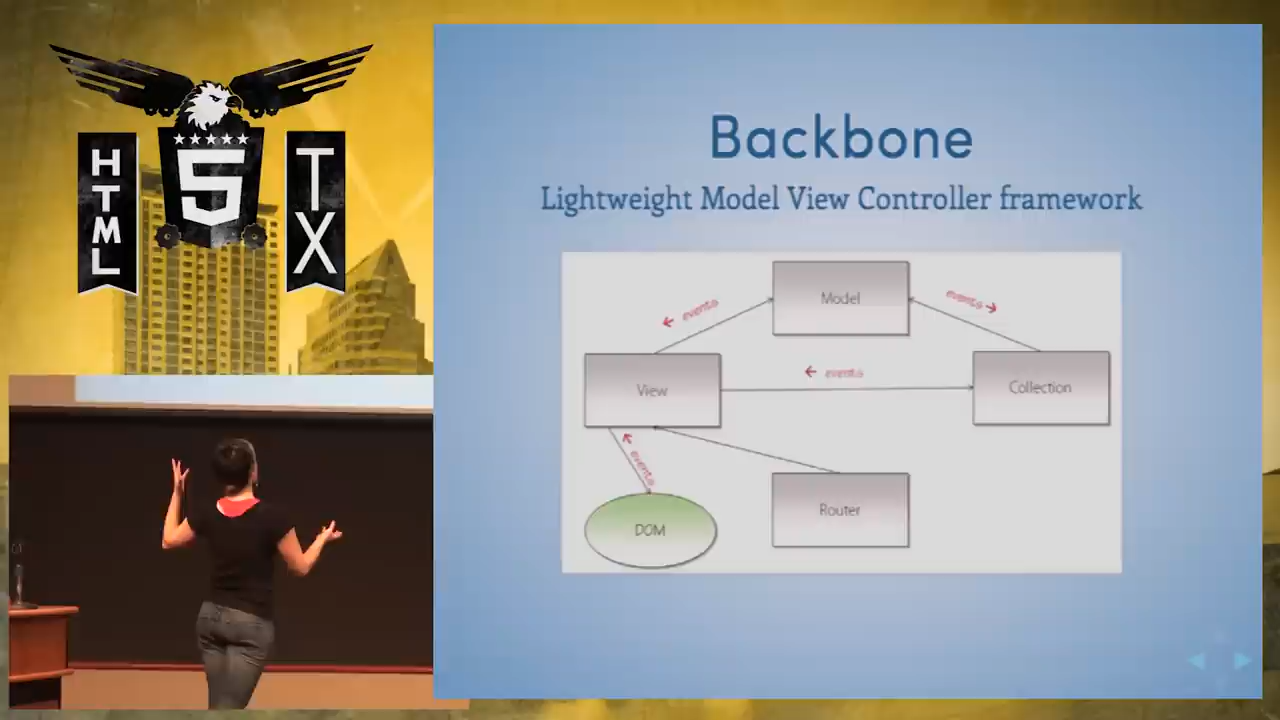 HTML
5
TX
Backbone
Lightweight Model View Controller framework
Model
events
events
View
events
Collection
events
DOM
Router